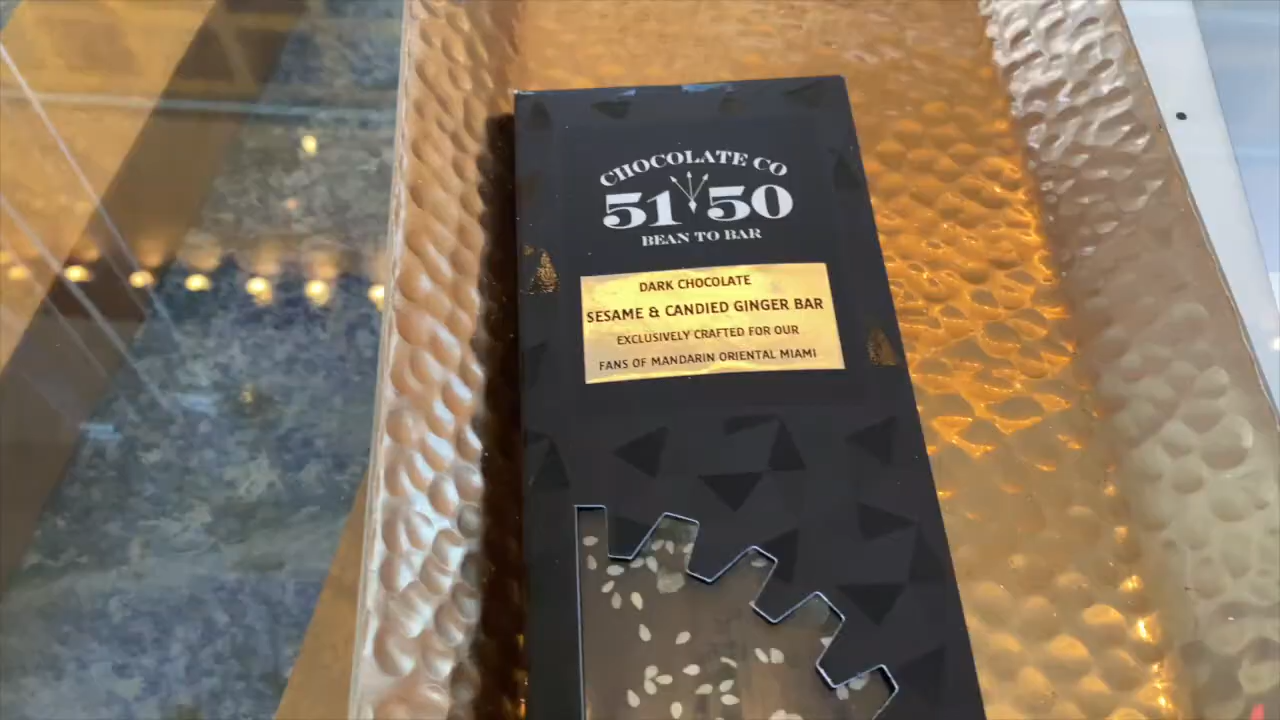 CHOCOLATE CO
51 50
BEAN TO BAR
DARK CHOCOLATE
SESAME & CANDIED GINGER BAR
EXCLUSIVELY CRAFTED FOR OUR
FANS OF MANDARIN ORIENTAL MIAMI